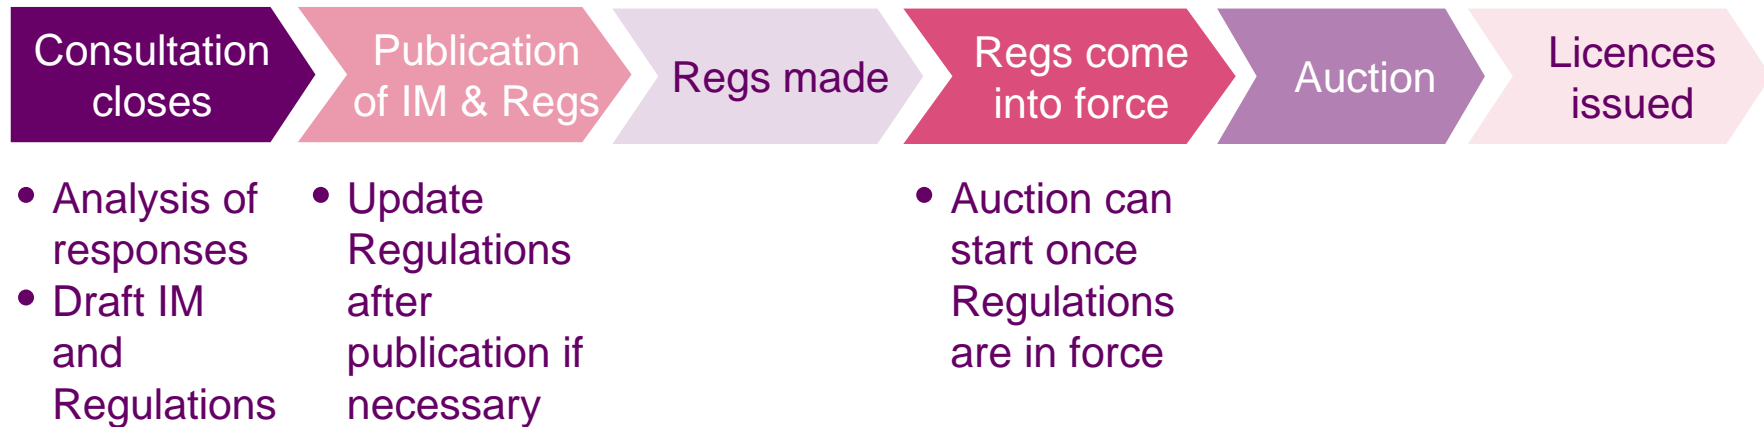 Consultation
closes
Publication
of IM & Regs
Regs made
Regs come
into force
Auction
Licences
issued
• Analysis of
responses
• Draft IM
and
Regulations
• Update
Regulations
after
publication if
necessary
• Auction can
start once
Regulations
are in force